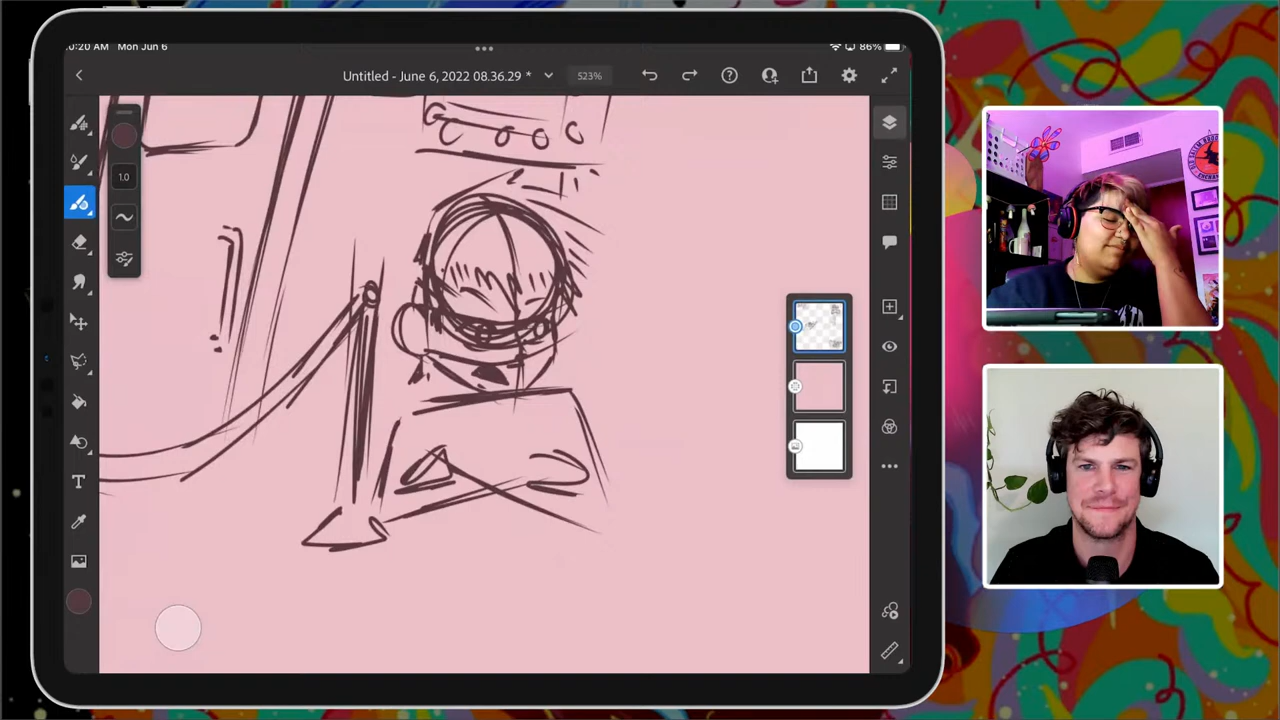 :20 AM Mon Jun 6
86%
Untitled - June 6, 2022 08.36.29 *
523%
1.0
T